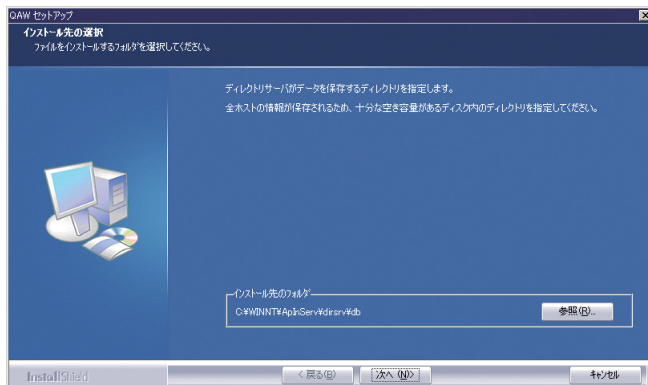 QAW セットアップ
インストール先の選択
ファイルをインストールするフォルダを選択してください。
ディレクトリサーバがデータを保存するディレクトリを指定します。
全ホストの情報が保存されるため、十分な空き容量があるディスク内のディレクトリを指定してください。
インストール先のフォルダ
C:¥WINNT¥ApInServ¥dirsrv¥db
参照(R)...
InstallShield
< 戻る(B)
次へ (N)>
キャンセル